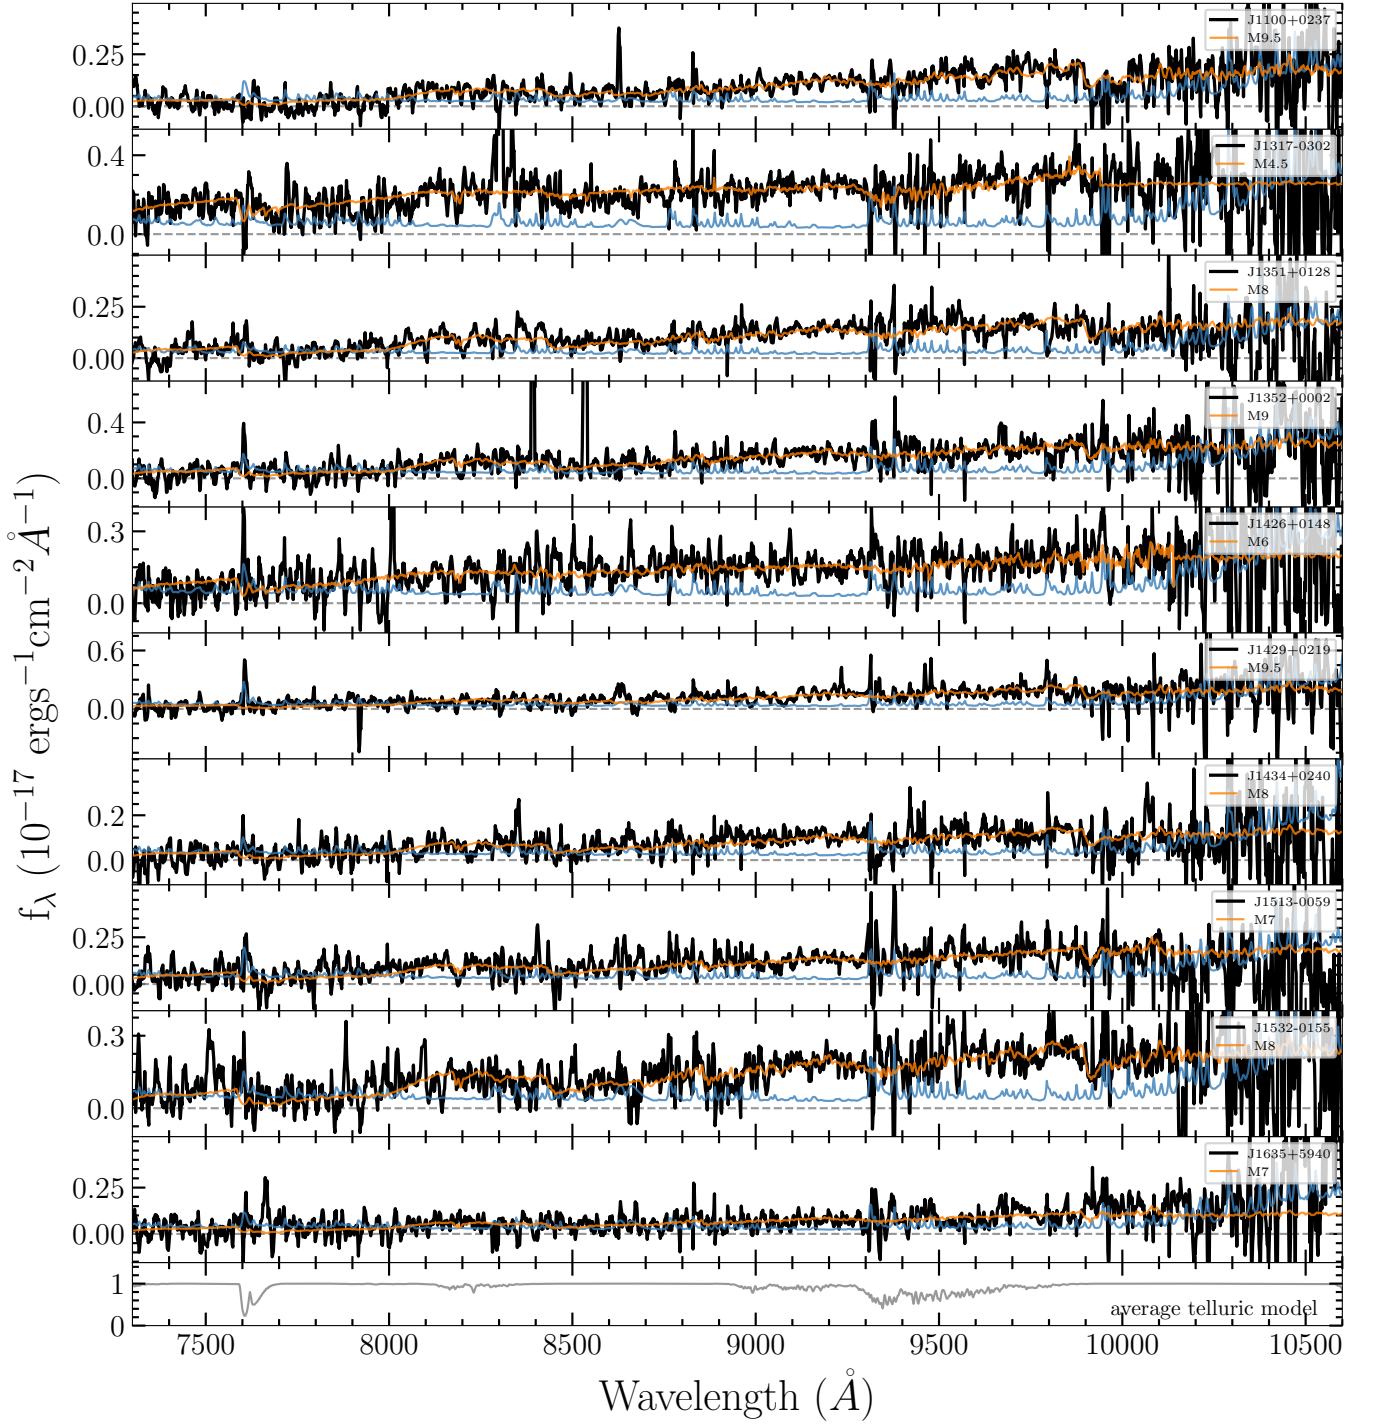 J1100+0237
M9.5
0.25
0.00
J1317-0302
M4.5
0.4
0.0
J1351+0128
M8
0.25
0.00
J1352+0002
M9
0.4
0.0
J1426+0148
M6
0.3
0.0
J1429+0219
M9.5
0.6
0.0
J1434+0240
M8
0.2
0.0
J1513-0059
M7
0.25
0.00
J1532-0155
M8
0.3
0.0
J1635+5940
M7
0.25
0.00
1
0
average telluric model
7500 8000 8500 9000 9500 10000 10500
Wavelength (Å)
fλ (10⁻¹⁷ ergs⁻¹cm⁻²Å⁻¹)